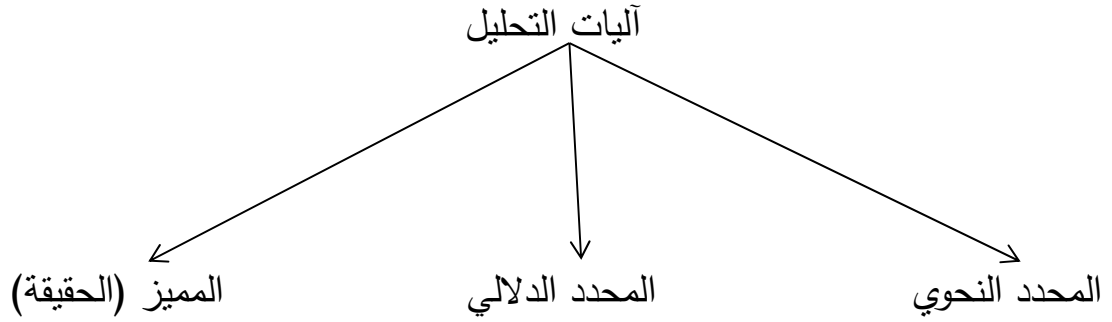 آليات التحليل
المحدد النحوي
المحدد الدلالي
المميز (الحقيقة)